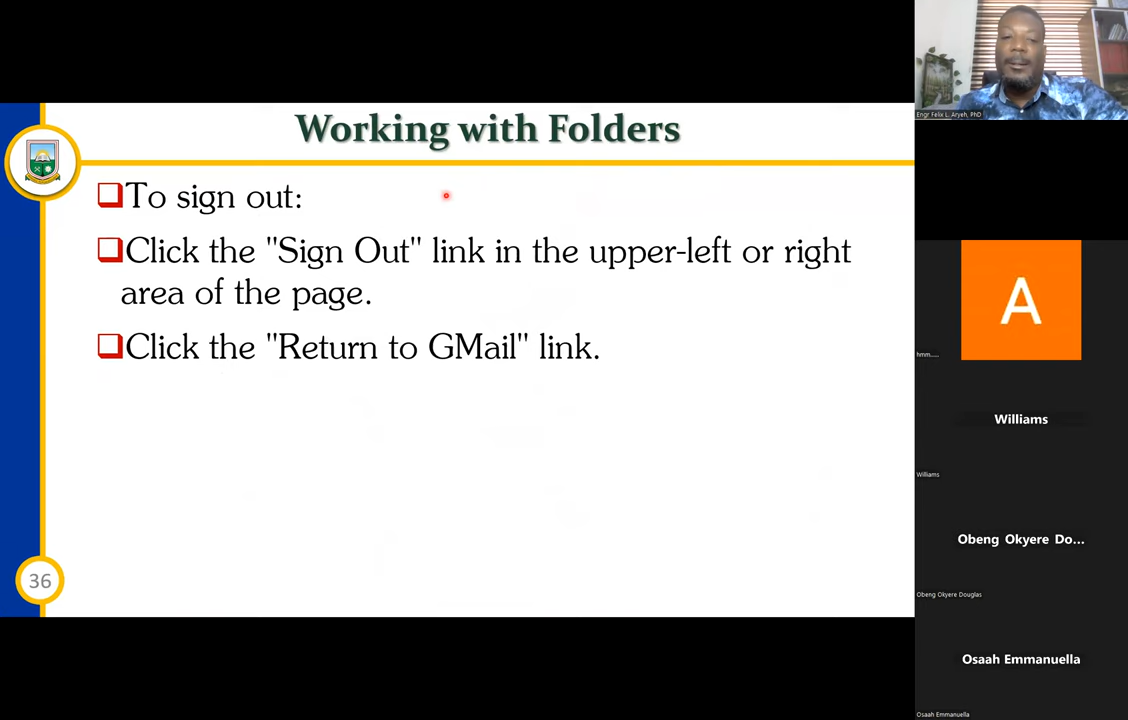 Working with Folders
To sign out:
Click the "Sign Out" link in the upper-left or right
area of the page.
Click the "Return to GMail" link.
36
Engr Felix L. Aryeh, PhD
A
hmm.....
Williams
Williams
Obeng Okyere Do...
Obeng Okyere Douglas
Osaah Emmanuella
Osaah Emmanuella